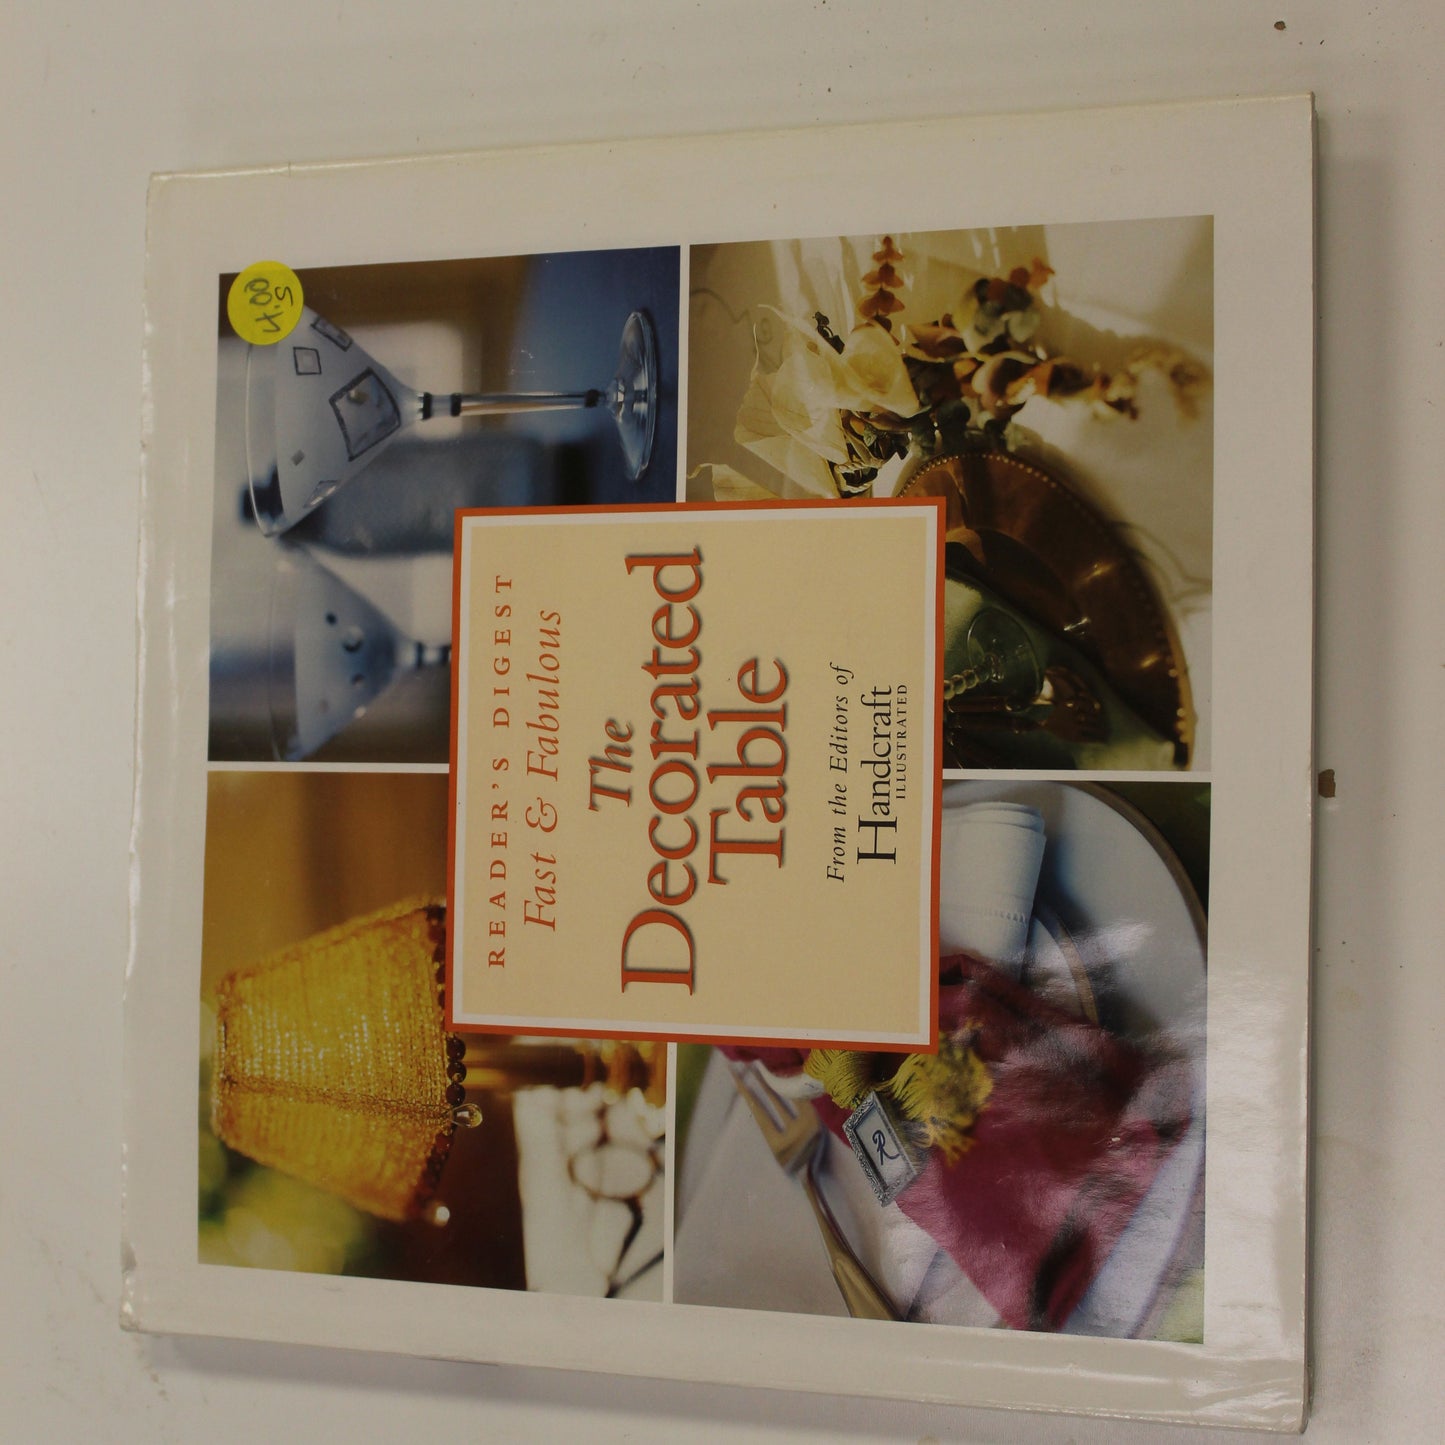 READER'S DIGEST
Fast & Fabulous
The
Decorated
Table
From the Editors of
Handcraft
ILLUSTRATED
R
4.00